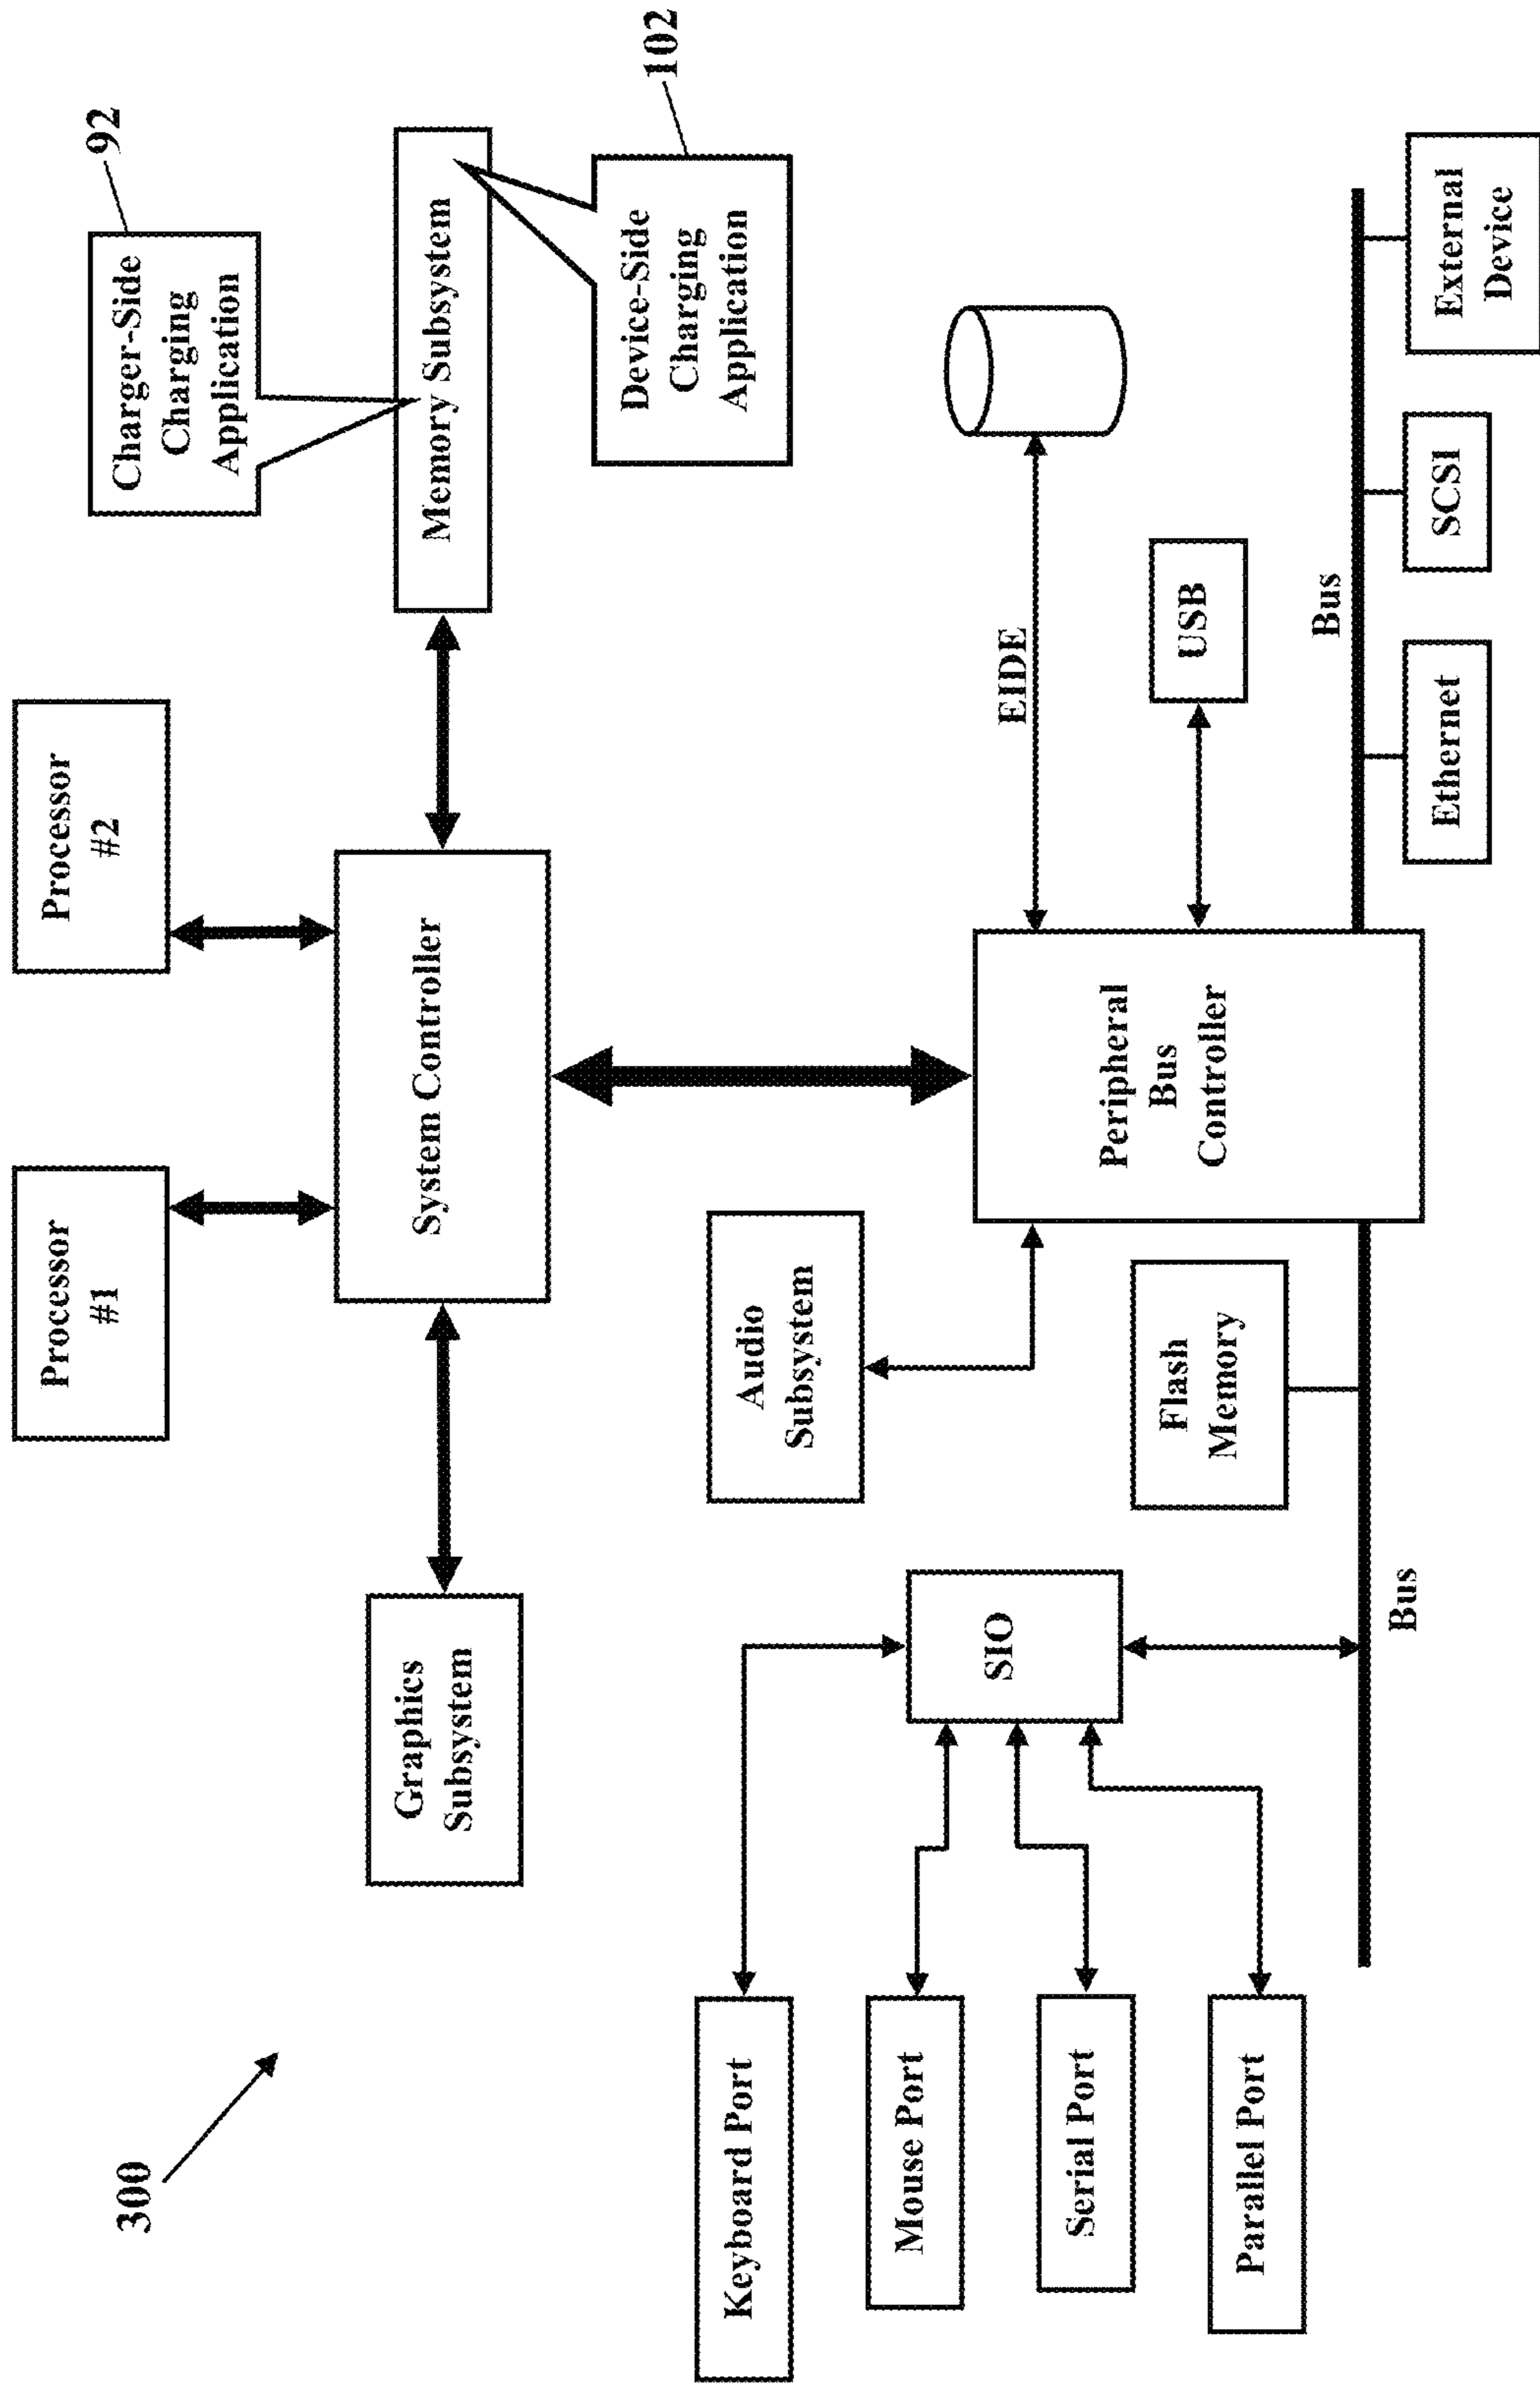 300
Processor
#1
Processor
#2
92
Charger-Side
Charging
Application
Graphics
Subsystem
System Controller
Memory Subsystem
102
Device-Side
Charging
Application
Keyboard Port
Mouse Port
Serial Port
Parallel Port
SIO
Audio
Subsystem
Flash
Memory
Peripheral
Bus
Controller
EIDE
USB
Bus
Bus
Ethernet
SCSI
External
Device